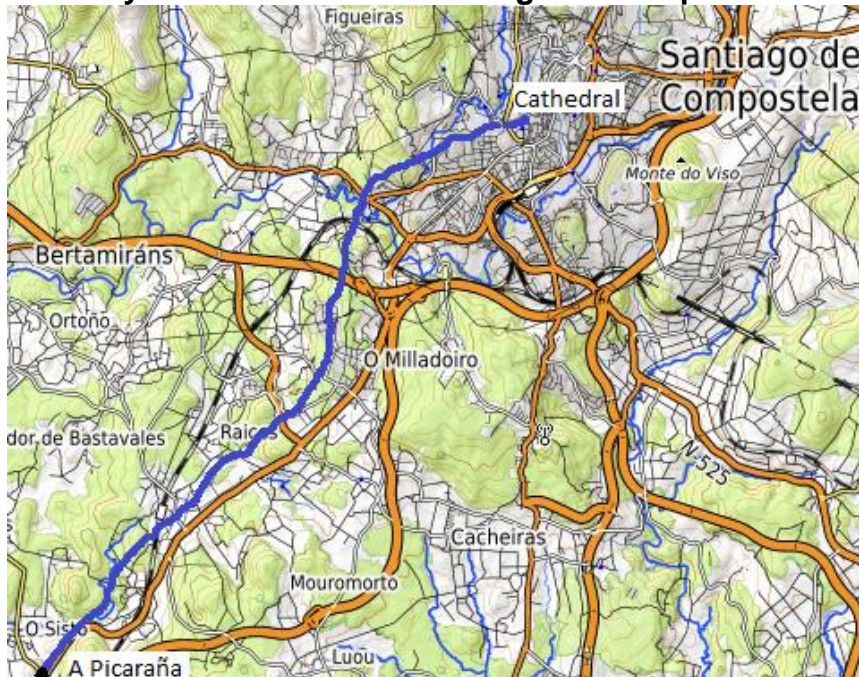 Figueiras
Santiago de
Compostela
Cathedral
Monte do Viso
Bertamiráns
Ortoño
O Milladoiro
dor de Bastavales
Raices
N-525
Cacheiras
Mouromorto
O Sisto
Luou
A Picaraña